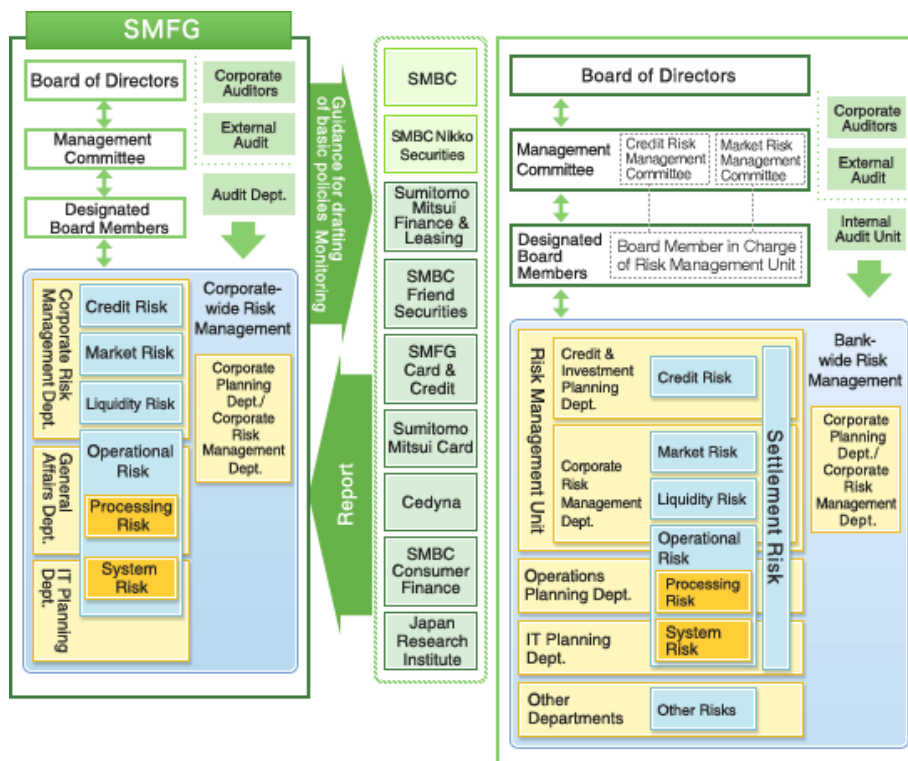 SMFG
Board of Directors
Management
Committee
Designated
Board Members
Corporate
Auditors
External
Audit
Audit Dept.
Corporate Risk
Management Dept.
General
Affairs Dept.
IT Planning
Dept.
Credit Risk
Market Risk
Liquidity Risk
Operational
Risk
Processing
Risk
System
Risk
Corporate-
wide Risk
Management
Corporate
Planning
Dept./
Corporate
Risk
Management
Dept.
Guidance for drafting
of basic policies Monitoring
Report
SMBC
SMBC Nikko
Securities
Sumitomo
Mitsui
Finance &
Leasing
SMBC
Friend
Securities
SMFG
Card &
Credit
Sumitomo
Mitsui Card
Cedyna
SMBC
Consumer
Finance
Japan
Research
Institute
Board of Directors
Management
Committee
Credit Risk
Management
Committee
Market Risk
Management
Committee
Designated
Board
Members
Board Member in Charge
of Risk Management Unit
Corporate
Auditors
External
Audit
Internal
Audit Unit
Risk Management Unit
Credit &
Investment
Planning
Dept.
Credit Risk
Corporate
Risk
Management
Dept.
Market Risk
Liquidity Risk
Operational
Risk
Operations
Planning Dept.
Processing
Risk
IT Planning
Dept.
System
Risk
Settlement Risk
Other
Departments
Other Risks
Bank-
wide Risk
Management
Corporate
Planning
Dept./
Corporate
Risk
Management
Dept.